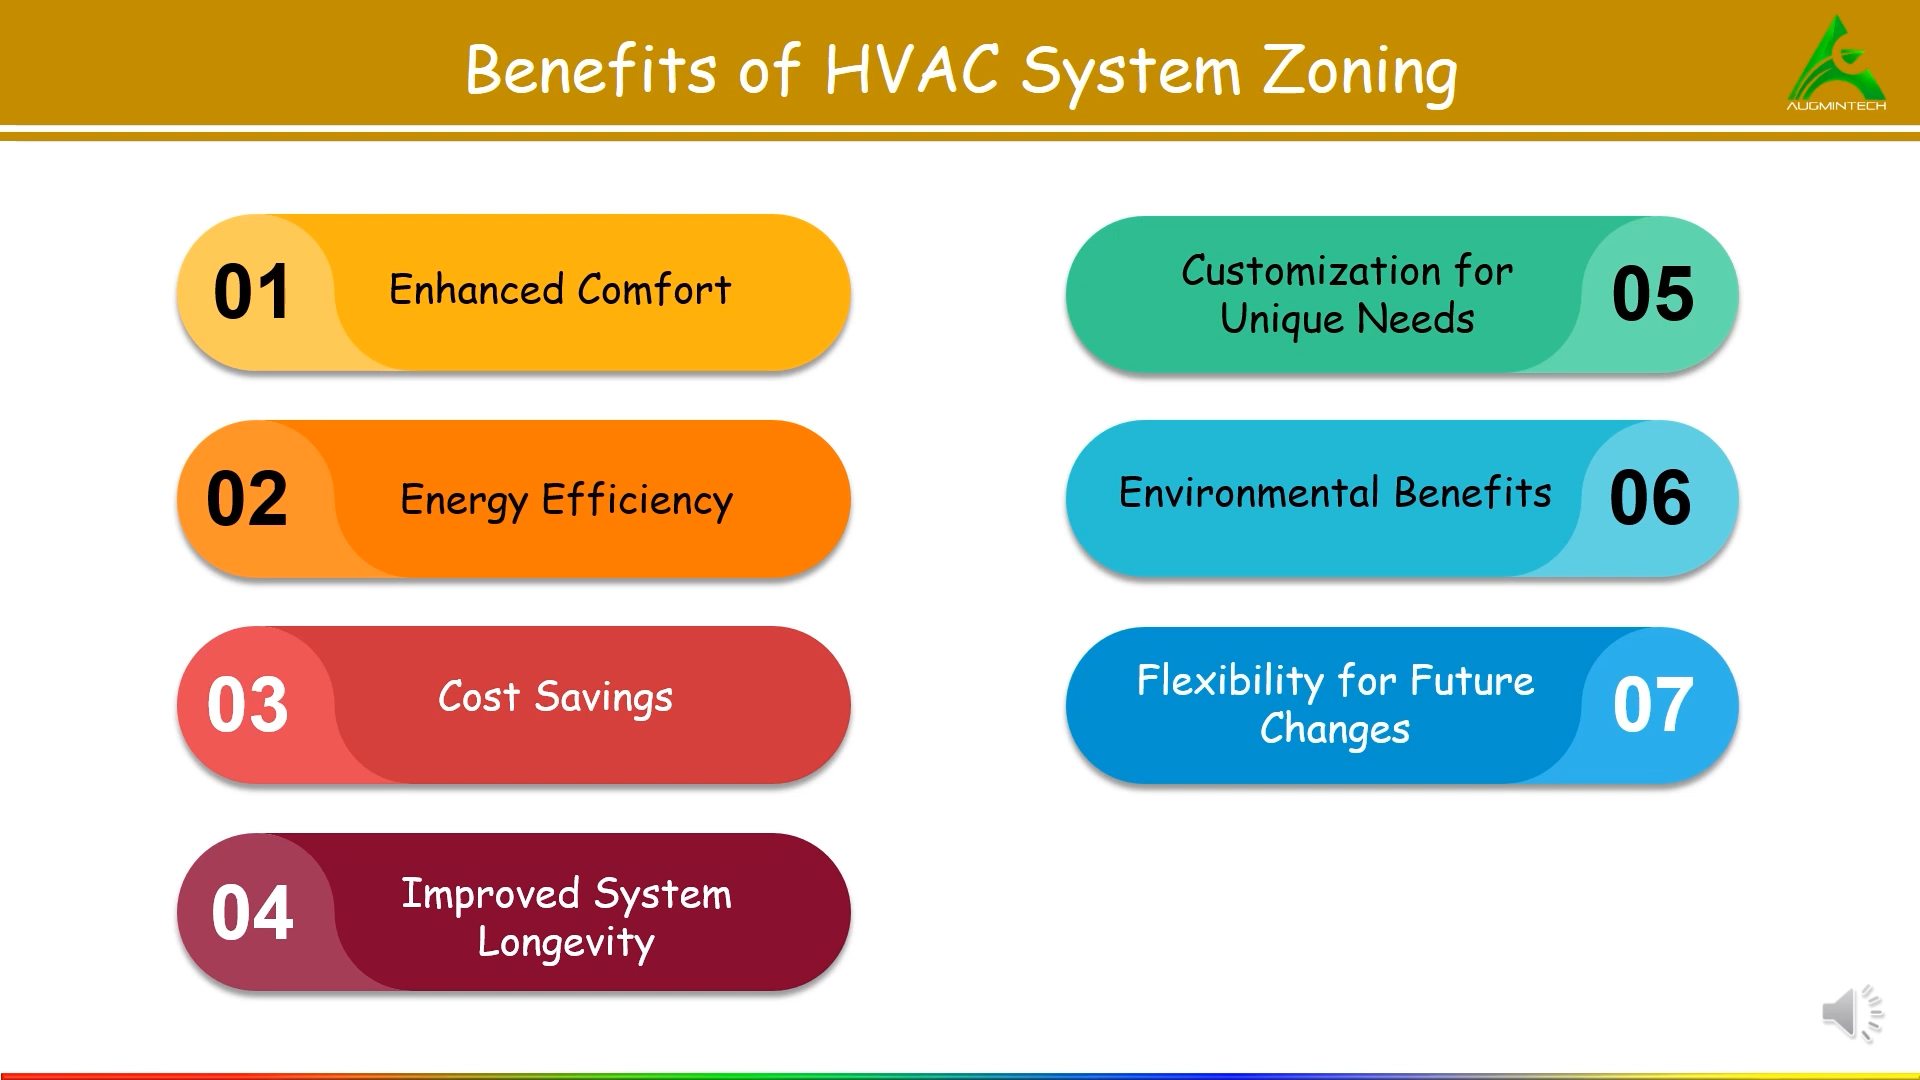 Benefits of HVAC System Zoning
AUGMINTECH
01
Enhanced Comfort
02
Energy Efficiency
03
Cost Savings
04
Improved System
Longevity
Customization for
Unique Needs
05
Environmental Benefits
06
Flexibility for Future
Changes
07